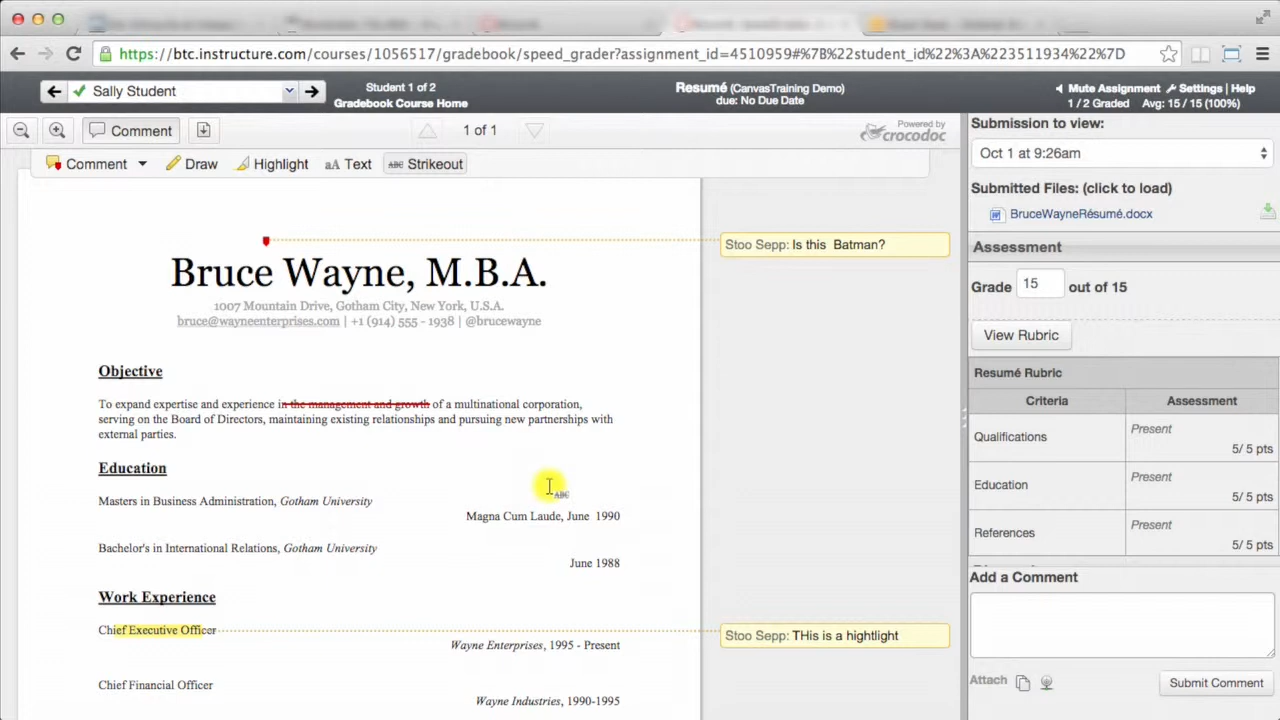 https://btc.instructure.com/courses/1056517/gradebook/speed_grader?assignment_id=4510959#%7B%22student_id%22%3A%223511934%22%7D
Sally Student
Student 1 of 2
Gradebook Course Home
Resumé (CanvasTraining Demo)
due: No Due Date
Mute Assignment Settings | Help
1 / 2 Graded Avg: 15 / 15 (100%)
Comment
1 of 1
Powered by
crocodoc
Comment Draw Highlight aA Text ABC Strikeout
Stoo Sepp: Is this  Batman?
Bruce Wayne, M.B.A.
1007 Mountain Drive, Gotham City, New York, U.S.A.
bruce@wayneenterprises.com | +1 (914) 555 - 1938 | @brucewayne
Objective
To expand expertise and experience in the management and growth of a multinational corporation,
serving on the Board of Directors, maintaining existing relationships and pursuing new partnerships with
external parties.
Education
ABC
Masters in Business Administration, Gotham University
Magna Cum Laude, June  1990
Bachelor's in International Relations, Gotham University
June 1988
Work Experience
Chief Executive Officer
Stoo Sepp: THis is a hightlight
Wayne Enterprises, 1995 - Present
Chief Financial Officer
Wayne Industries, 1990-1995
Submission to view:
Oct 1 at 9:26am
Submitted Files: (click to load)
BruceWayneRésumé.docx
Assessment
Grade 15 out of 15
View Rubric
Resumé Rubric
Criteria Assessment
Qualifications Present
5/ 5 pts
Education Present
5/ 5 pts
References Present
5/ 5 pts
Add a Comment
Attach
Submit Comment